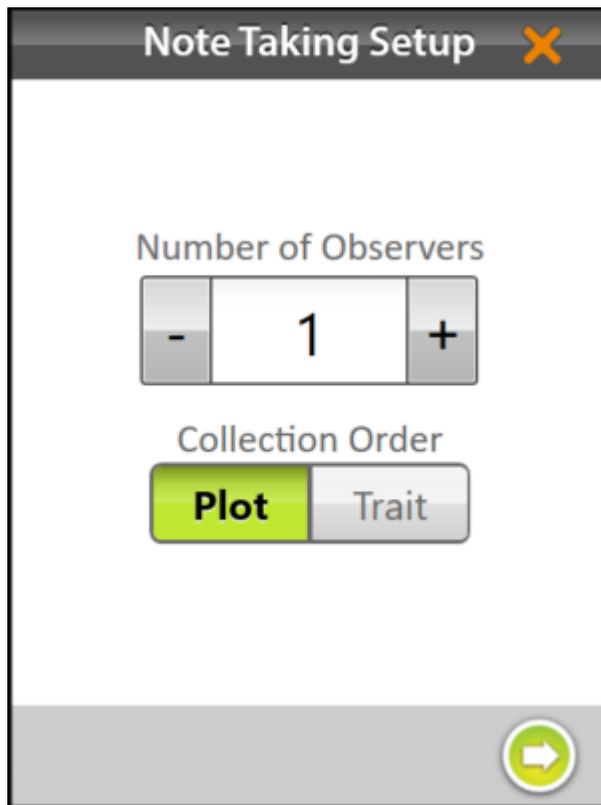 Note Taking Setup
Number of Observers
- 1 +
Collection Order
Plot Trait